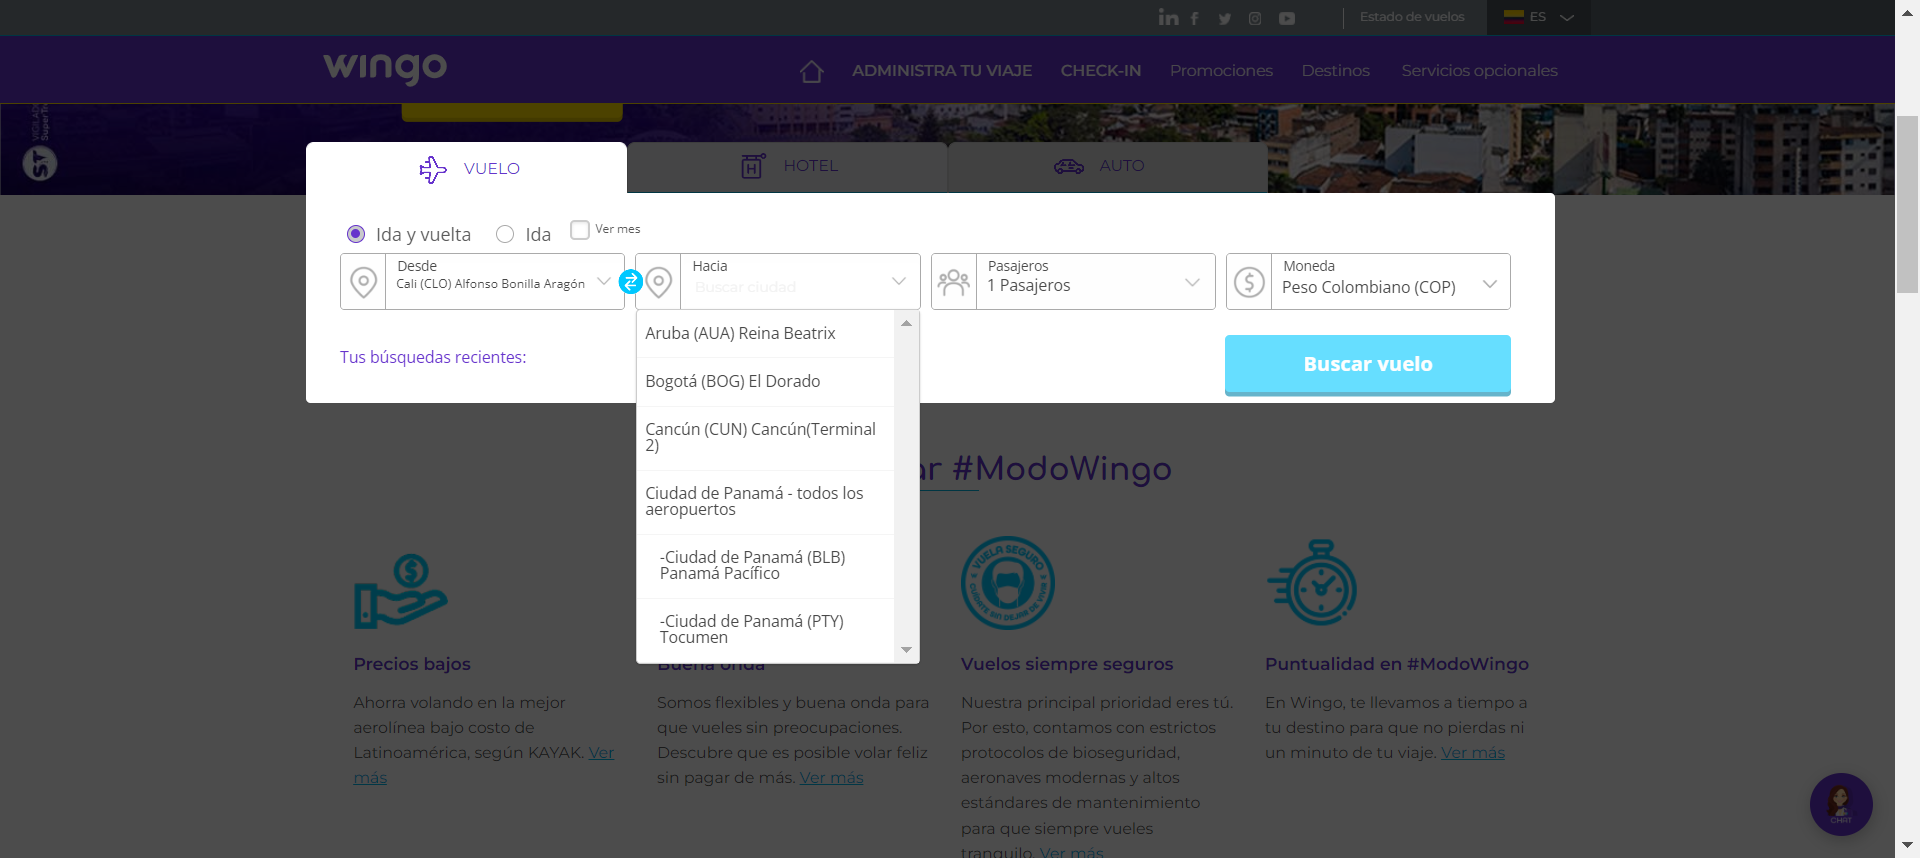 Estado de vuelos
ES
wingo
ADMINISTRA TU VIAJE
CHECK-IN
Promociones
Destinos
Servicios opcionales
VUELO
HOTEL
AUTO
Ida y vuelta
Ida
Ver mes
Desde
Cali (CLO) Alfonso Bonilla Aragón
Hacia
Buscar ciudad
Pasajeros
1 Pasajeros
Moneda
Peso Colombiano (COP)
Tus búsquedas recientes:
Buscar vuelo
Aruba (AUA) Reina Beatrix
Bogotá (BOG) El Dorado
Cancún (CUN) Cancún(Terminal
2)
Ciudad de Panamá - todos los
aeropuertos
-Ciudad de Panamá (BLB)
Panamá Pacífico
-Ciudad de Panamá (PTY)
Tocumen
#ModoWingo
VUELA SEGURO
CUÍDATE SIN DEJAR DE VIVIR
Precios bajos
Ahorra volando en la mejor
aerolínea bajo costo de
Latinoamérica, según KAYAK. Ver
más
Buena onda
Somos flexibles y buena onda para
que vueles sin preocupaciones.
Descubre que es posible volar feliz
sin pagar de más. Ver más
Vuelos siempre seguros
Nuestra principal prioridad eres tú.
Por esto, contamos con estrictos
protocolos de bioseguridad,
aeronaves modernas y altos
estándares de mantenimiento
para que siempre vueles
tranquilo. Ver más
Puntualidad en #ModoWingo
En Wingo, te llevamos a tiempo a
tu destino para que no pierdas ni
un minuto de tu viaje. Ver más
CHAT